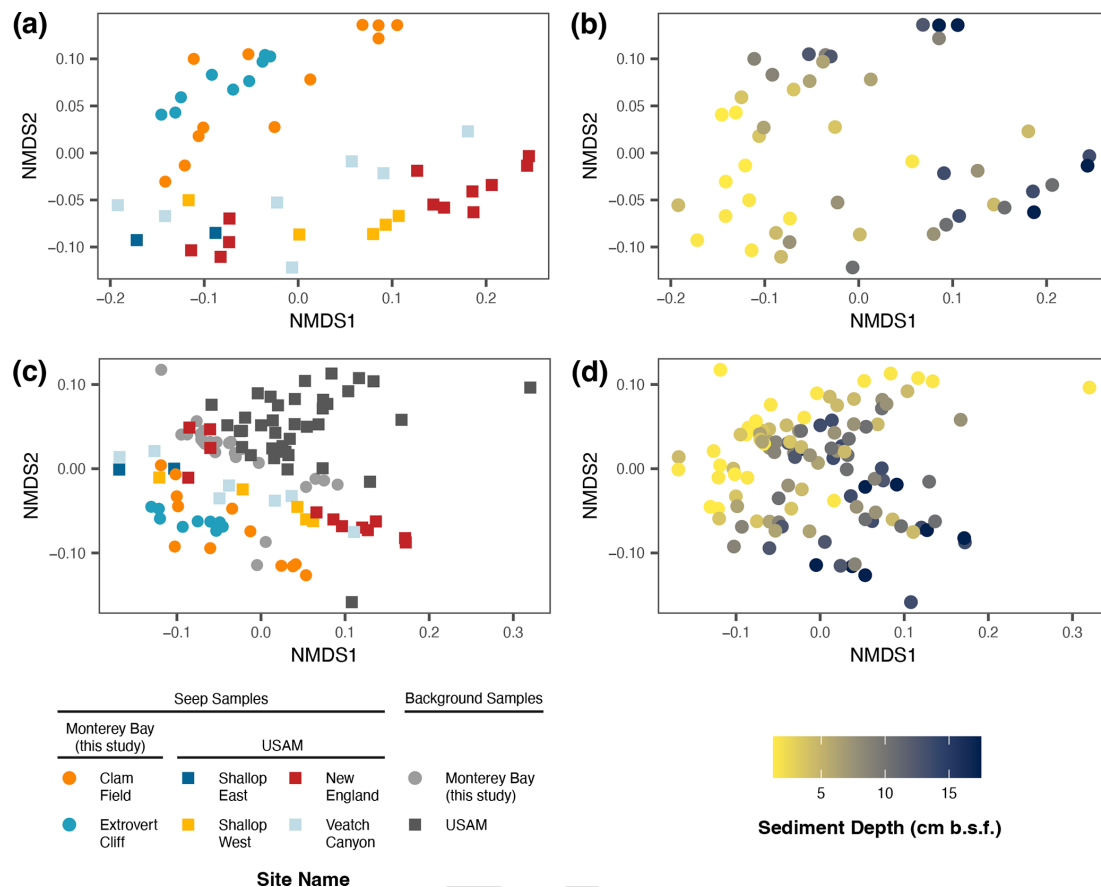 (a)
NMDS2
0.10
0.05
0.00
−0.05
−0.10
−0.2
−0.1
0.0
0.1
0.2
NMDS1
(b)
NMDS2
0.10
0.05
0.00
−0.05
−0.10
−0.2
−0.1
0.0
0.1
0.2
NMDS1
(c)
NMDS2
0.10
0.00
−0.10
−0.1
0.0
0.1
0.2
0.3
NMDS1
(d)
NMDS2
0.10
0.00
−0.10
−0.1
0.0
0.1
0.2
0.3
NMDS1
Seep Samples
Background Samples
Monterey Bay
(this study)
USAM
Clam
Field
Shallop
East
New
England
Monterey Bay
(this study)
Extrovert
Cliff
Shallop
West
Veatch
Canyon
USAM
Site Name
5
10
15
Sediment Depth (cm b.s.f.)